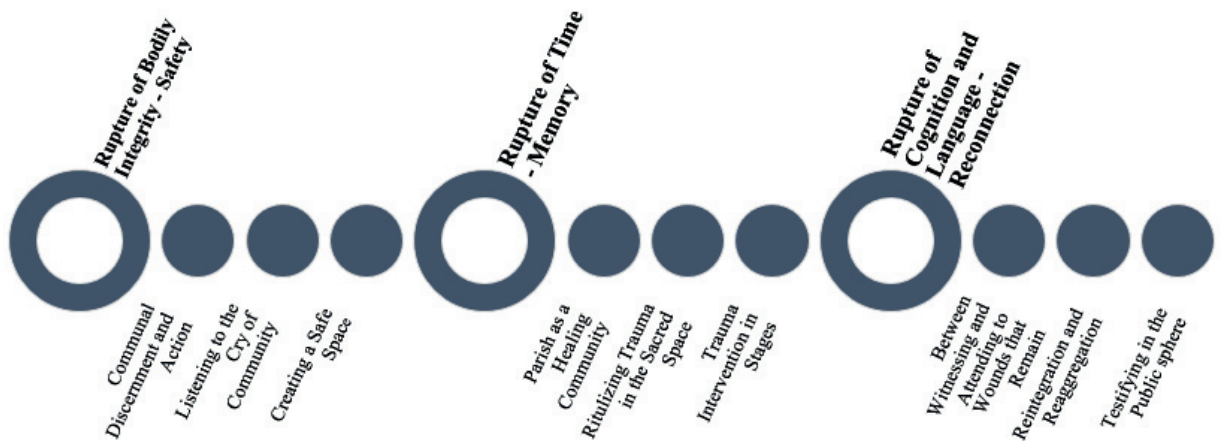 Rupture of Bodily
Integrity - Safety
Communal
Discernment and
Action
Listening to the
Cry of
Community
Creating a Safe
Space
Rupture of Time
- Memory
Parish as a
Healing
Community
Ritulizing Trauma
in the Sacred
Space
Trauma
Intervention in
Stages
Rupture of
Cognition and
Language -
Reconnection
Between
Witnessing and
Attending to
Wounds that
Remain
Reintegration and
Reaggregation
Testifying in the
Public sphere